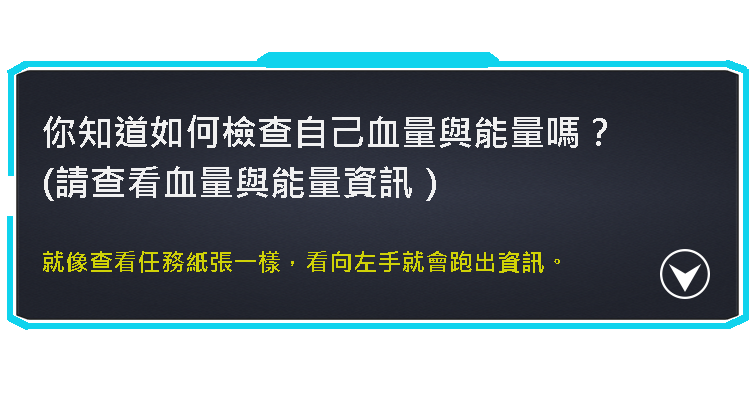 你知道如何檢查自己血量與能量嗎？
(請查看血量與能量資訊 )
就像查看任務紙張一樣，看向左手就會跑出資訊。